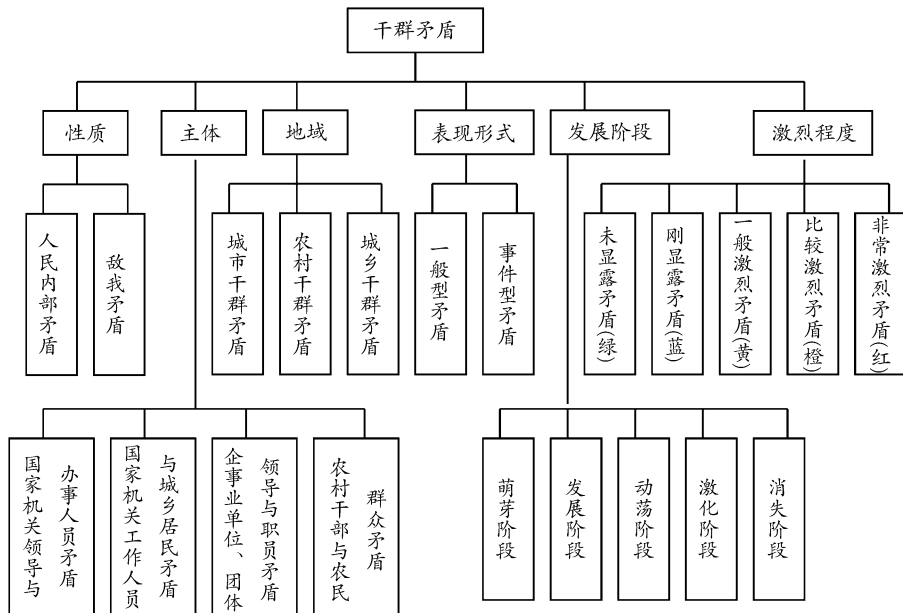 干群矛盾
性质
主体
地域
表现形式
发展阶段
激烈程度
人民内部矛盾
敌我矛盾
城市干群矛盾
农村干群矛盾
城乡干群矛盾
一般型矛盾
事件型矛盾
未显露矛盾(绿)
刚显露矛盾(蓝)
一般激烈矛盾(黄)
比较激烈矛盾(橙)
非常激烈矛盾(红)
国家机关领导与
办事人员矛盾
国家机关工作人员
与城乡居民矛盾
企事业单位、团体
领导与职员矛盾
农村干部与农民
群众矛盾
萌芽阶段
发展阶段
动荡阶段
激化阶段
消失阶段